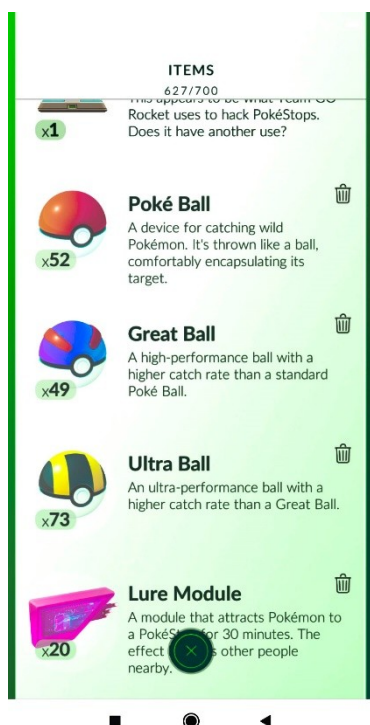 ITEMS
627/700
This appears to be what Team GO
Rocket uses to hack PokéStops.
Does it have another use?
x1
Poké Ball
A device for catching wild
Pokémon. It's thrown like a ball,
comfortably encapsulating its
target.
x52
Great Ball
A high-performance ball with a
higher catch rate than a standard
Poké Ball.
x49
Ultra Ball
An ultra-performance ball with a
higher catch rate than a Great Ball.
x73
Lure Module
A module that attracts Pokémon to
a PokéSt for 30 minutes. The
effect s other people
nearby.
x20